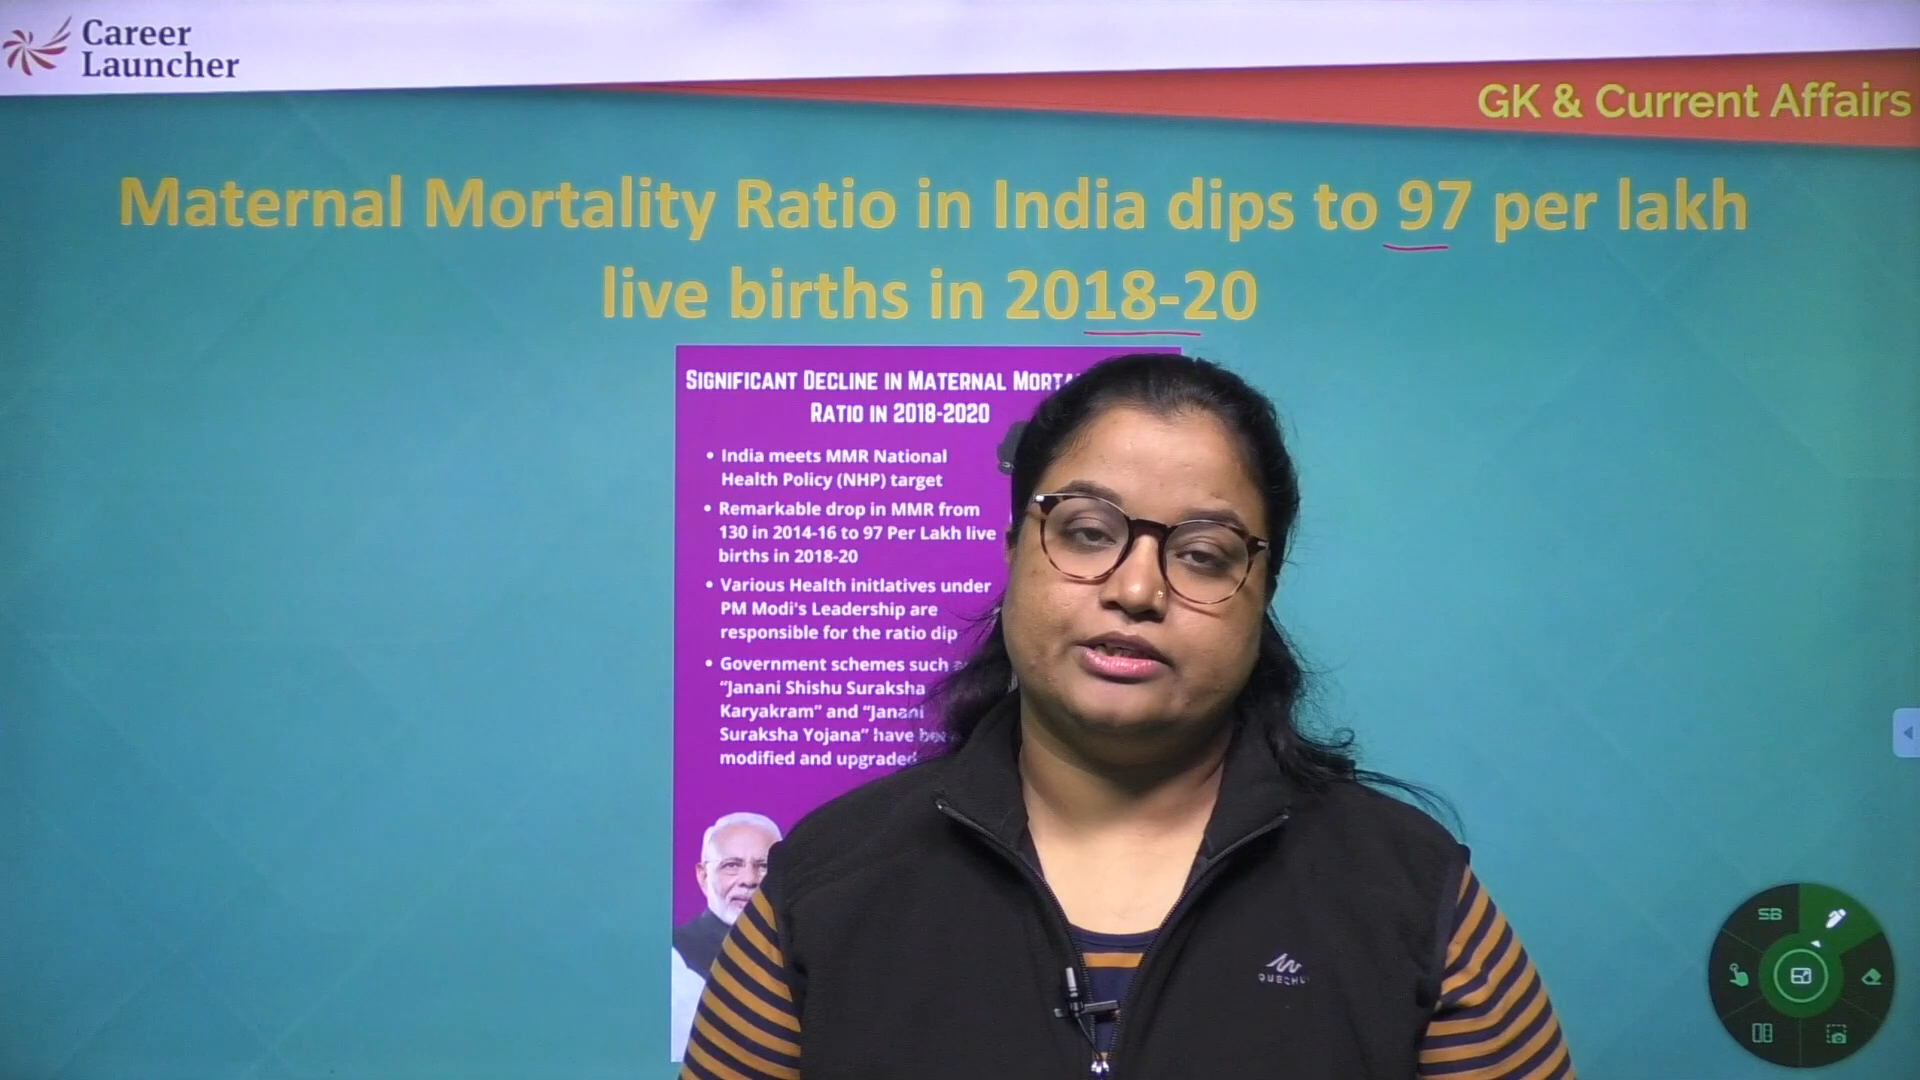 Career
Launcher
GK & Current Affairs
Maternal Mortality Ratio in India dips to 97 per lakh
live births in 2018-20
SIGNIFICANT DECLINE IN MATERNAL
RATIO IN 2018-2020
• India meets MMR National
Health Policy (NHP) target
• Remarkable drop in MMR from
130 in 2014-16 to 97 Per Lakh live
births in 2018-20
• Various Health initiatives under
PM Modi's Leadership are
responsible for the ratio dip
• Government schemes such
"Janani Shishu Suraksha
Karyakram" and "Janani
Suraksha Yojana" have
modified and upgraded
QUECHUA
SB